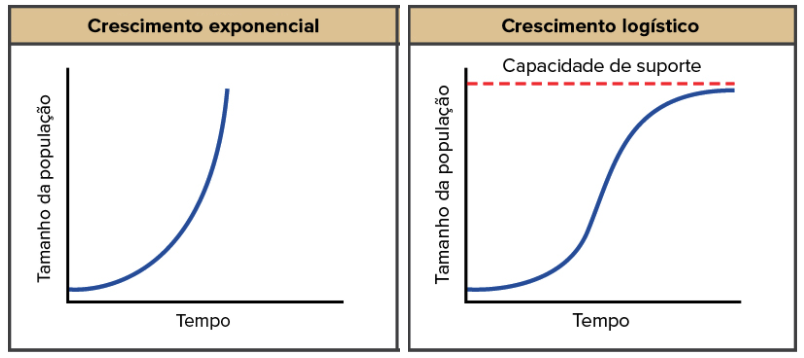 Crescimento exponencial
Tamanho da população
Tempo
Crescimento logístico
Capacidade de suporte
Tamanho da população
Tempo